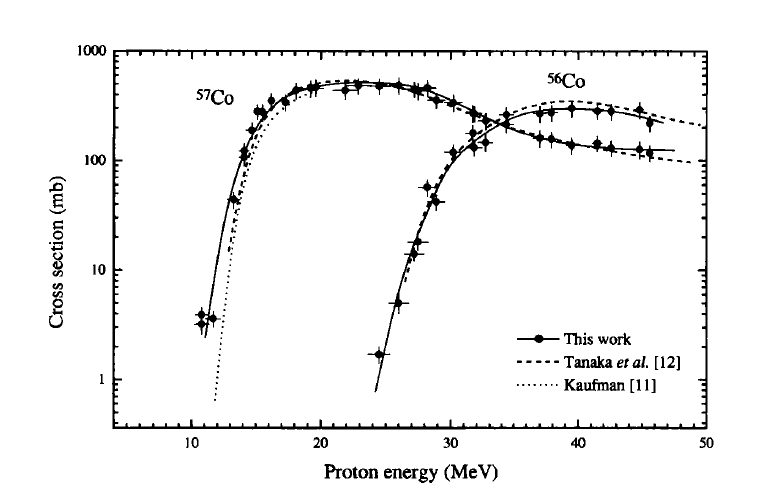 1000
100
10
1
Cross section (mb)
⁵⁷Co
⁵⁶Co
This work
Tanaka et al. [12]
Kaufman [11]
10 20 30 40 50
Proton energy (MeV)